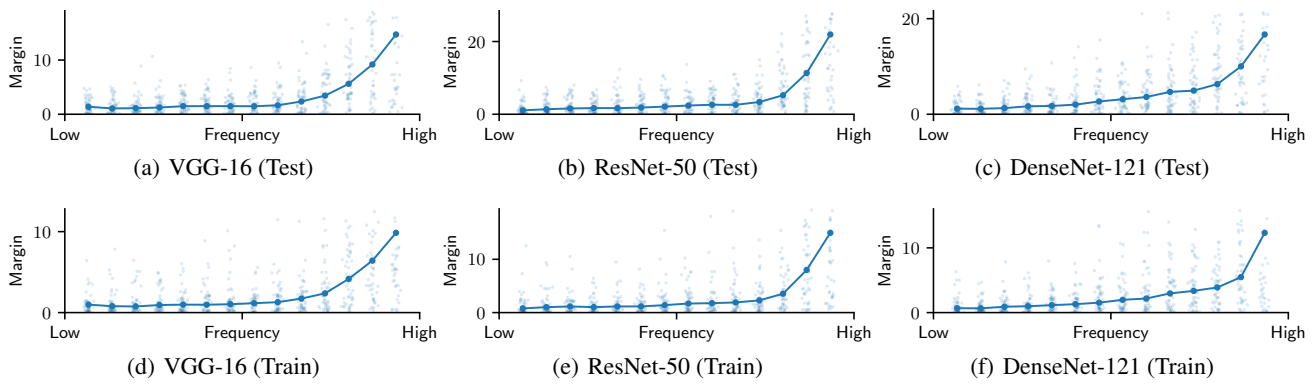 Margin
10
0
Low
Frequency
High
(a) VGG-16 (Test)
Margin
20
0
Low
Frequency
High
(b) ResNet-50 (Test)
Margin
20
0
Low
Frequency
High
(c) DenseNet-121 (Test)
Margin
10
0
Low
Frequency
High
(d) VGG-16 (Train)
Margin
10
0
Low
Frequency
High
(e) ResNet-50 (Train)
Margin
10
0
Low
Frequency
High
(f) DenseNet-121 (Train)